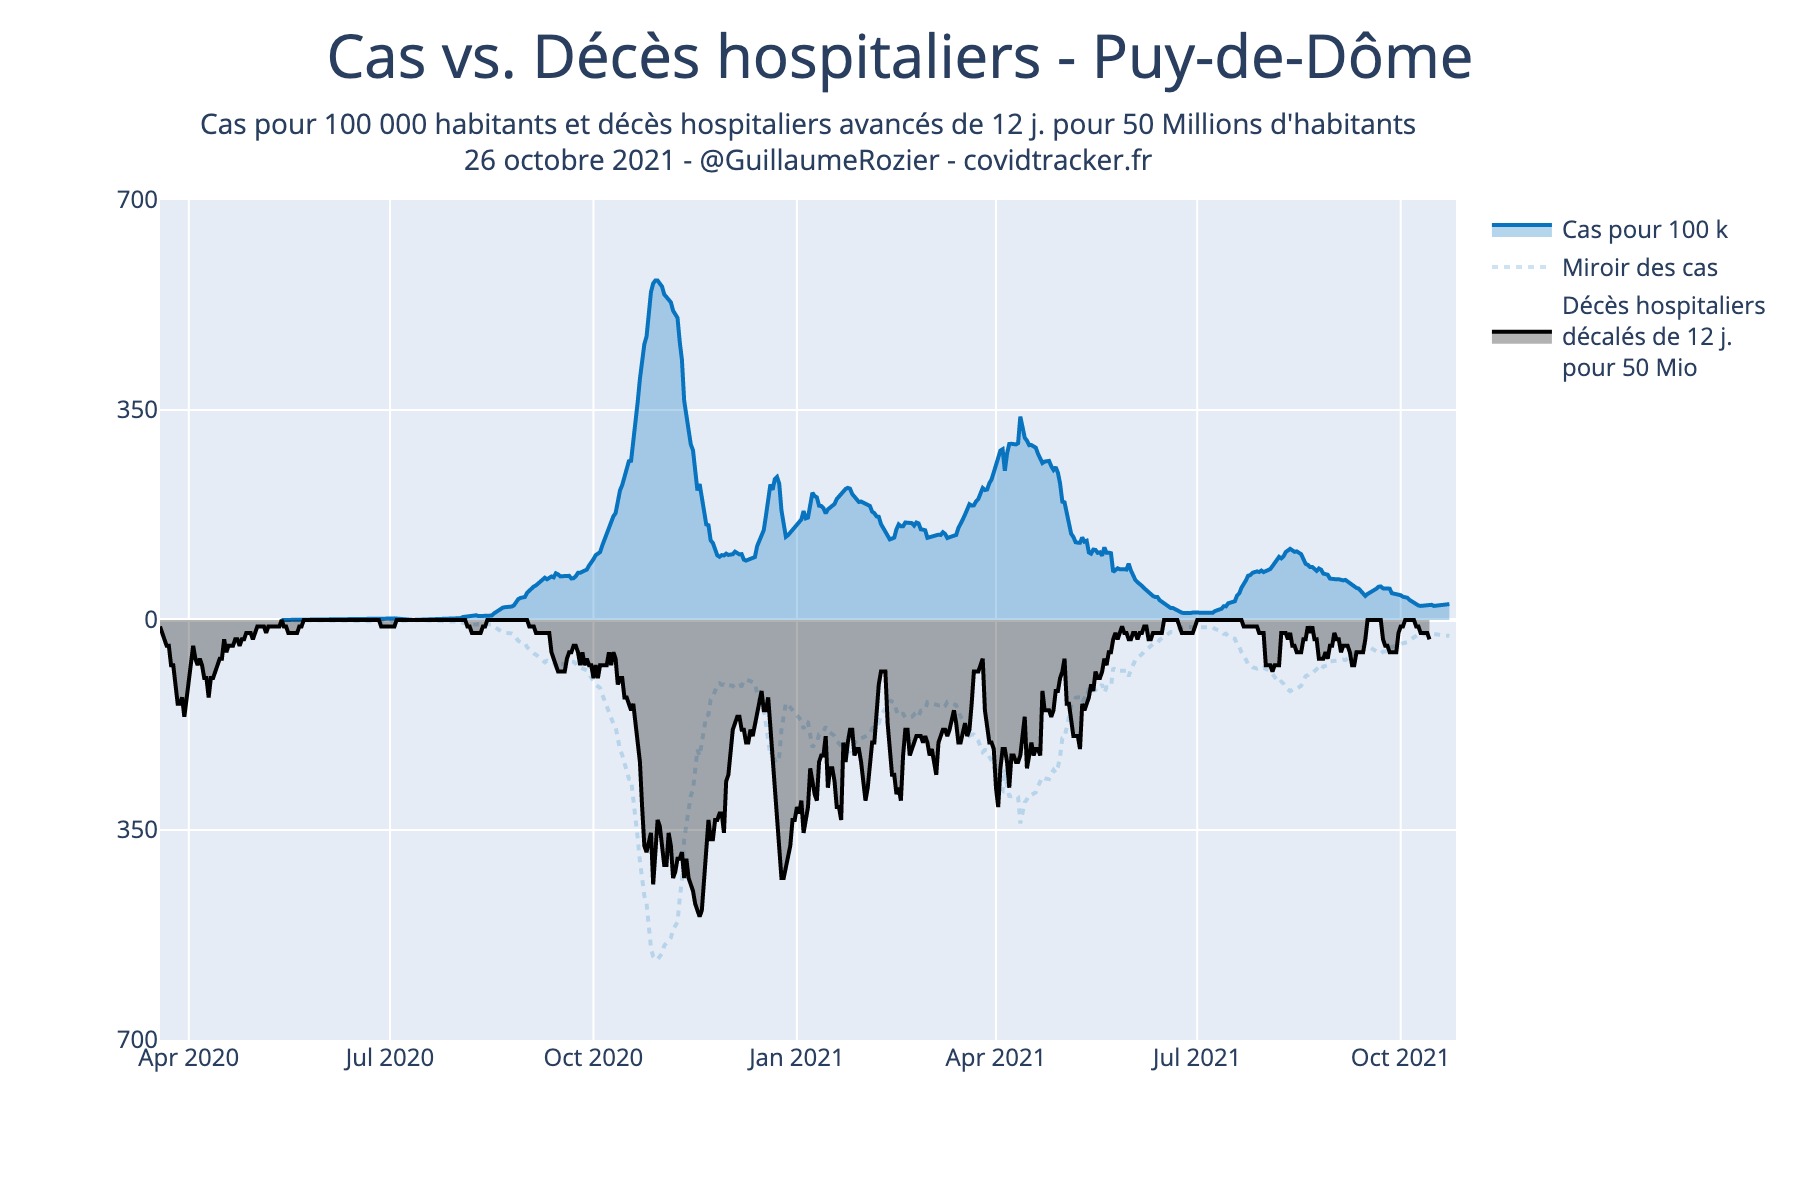 Cas vs. Décès hospitaliers - Puy-de-Dôme
Cas pour 100 000 habitants et décès hospitaliers avancés de 12 j. pour 50 Millions d'habitants
26 octobre 2021 - @GuillaumeRozier - covidtracker.fr
700
350
0
350
700
Apr 2020
Jul 2020
Oct 2020
Jan 2021
Apr 2021
Jul 2021
Oct 2021
Cas pour 100 k
Miroir des cas
Décès hospitaliers
décalés de 12 j.
pour 50 Mio